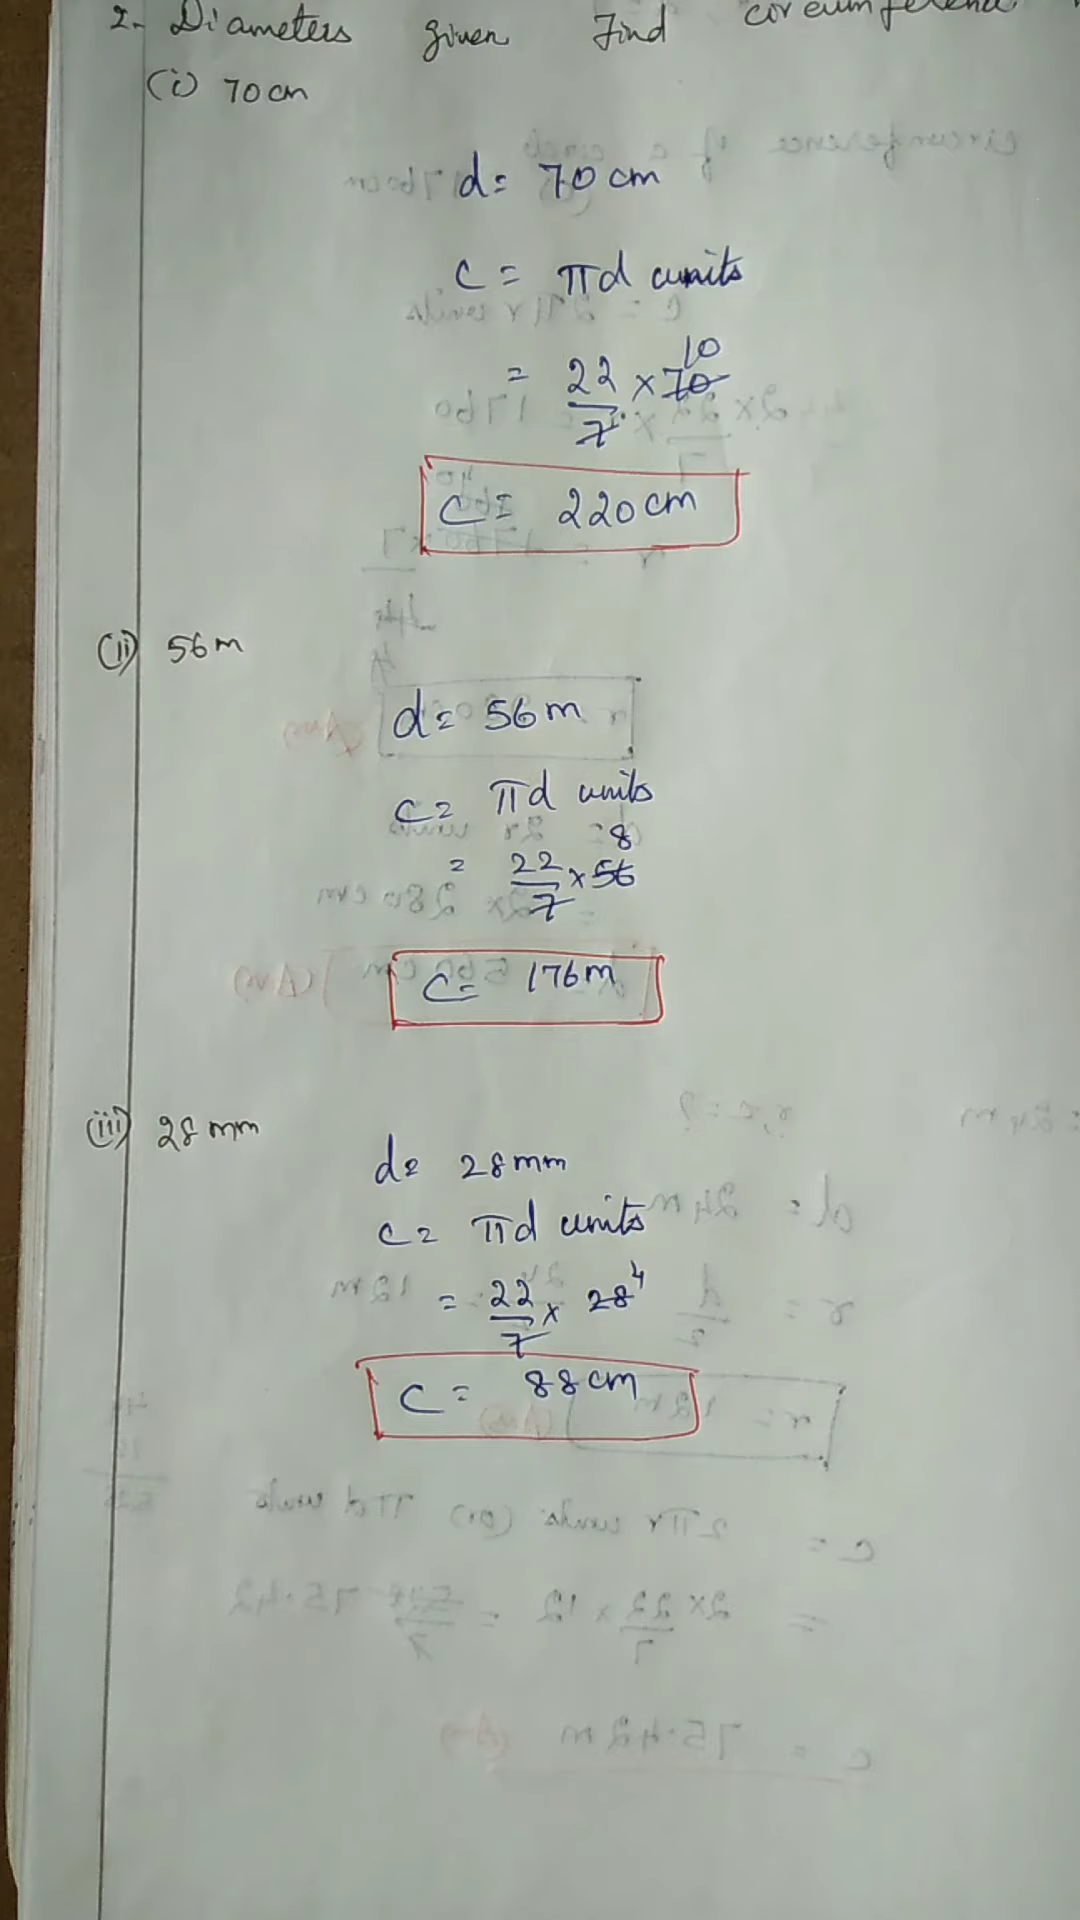 2. Diameters given Find circumference
(i) 70 cm
d = 70 cm
C = πd units
= 22/7 × 70 10
C = 220 cm
(ii) 56 m
d = 56 m
C = πd units
= 22/7 × 56 8
C = 176 m
(iii) 28 mm
d = 28 mm
C = πd units
= 22/7 × 28 4
C = 88 cm